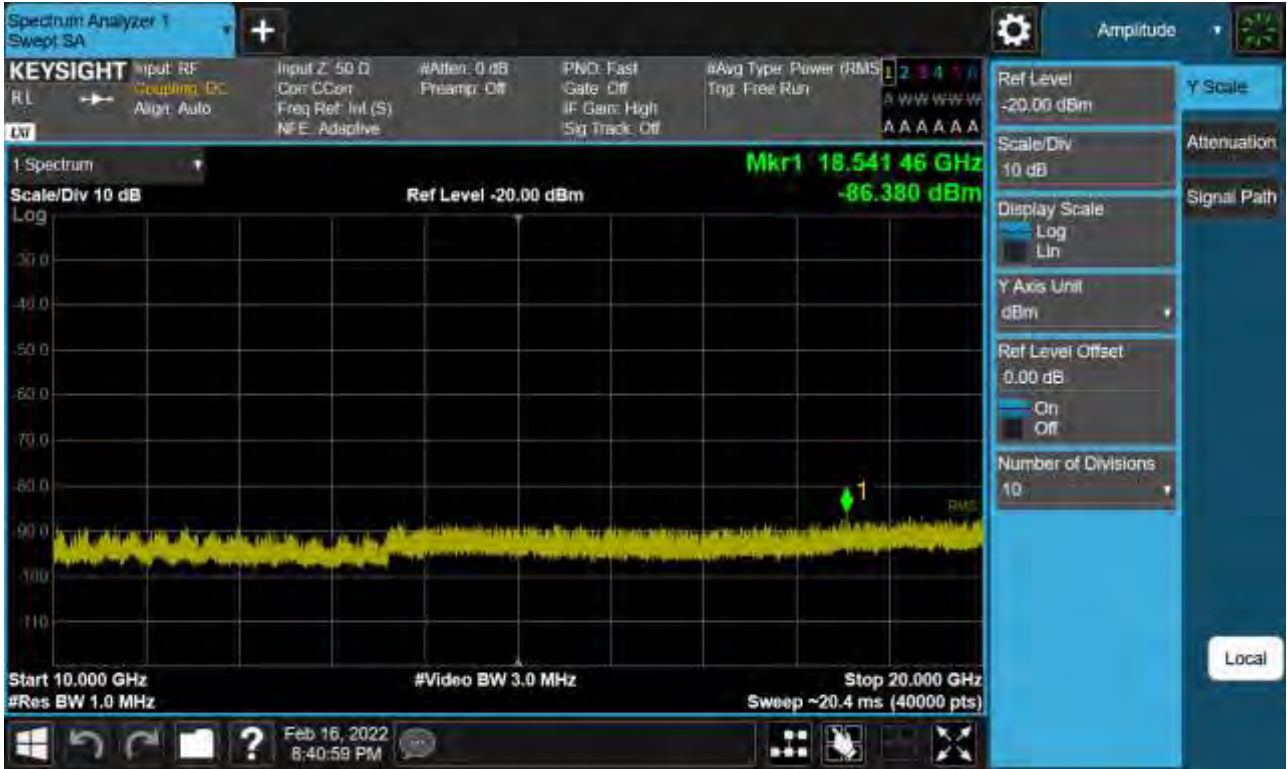 Spectrum Analyzer 1
Swept SA
+
Amplitude
KEYSIGHT
RL
LXI
Input: RF
Coupling: DC
Align: Auto
Input Z: 50 Ω
Corr CCorr
Freq Ref: Int (S)
NFE: Adaptive
#Atten: 0 dB
Preamp: Off
PNO: Fast
Gate: Off
IF Gain: High
Sig Track: Off
#Avg Type: Power (RMS
Trig: Free Run
1 2 3 4 5 6
A W W W W W
A A A A A A
1 Spectrum
Mkr1 18.541 46 GHz
Scale/Div 10 dB
Ref Level -20.00 dBm
-86.380 dBm
Log
-30.0
-40.0
-50.0
-60.0
-70.0
-80.0
1
RMS
-90.0
-100
-110
Start 10.000 GHz
#Video BW 3.0 MHz
Stop 20.000 GHz
#Res BW 1.0 MHz
Sweep ~20.4 ms (40000 pts)
Ref Level
-20.00 dBm
Scale/Div
10 dB
Display Scale
Log
Lin
Y Axis Unit
dBm
Ref Level Offset
0.00 dB
On
Off
Number of Divisions
10
Y Scale
Attenuation
Signal Path
Local
?
Feb 16, 2022
8:40:59 PM